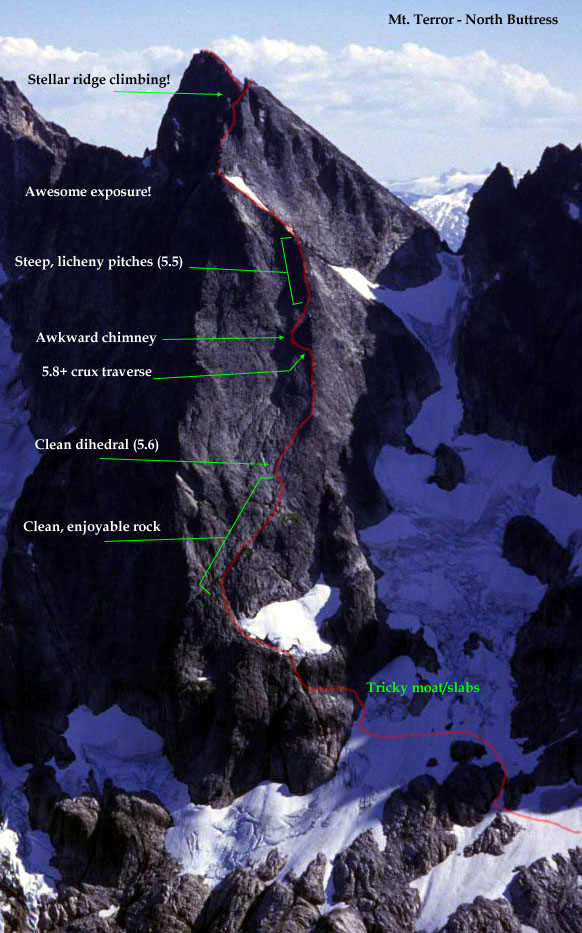 Mt. Terror - North Buttress
Stellar ridge climbing!
Awesome exposure!
Steep, licheny pitches (5.5)
Awkward chimney
5.8+ crux traverse
Clean dihedral (5.6)
Clean, enjoyable rock
Tricky moat/slabs